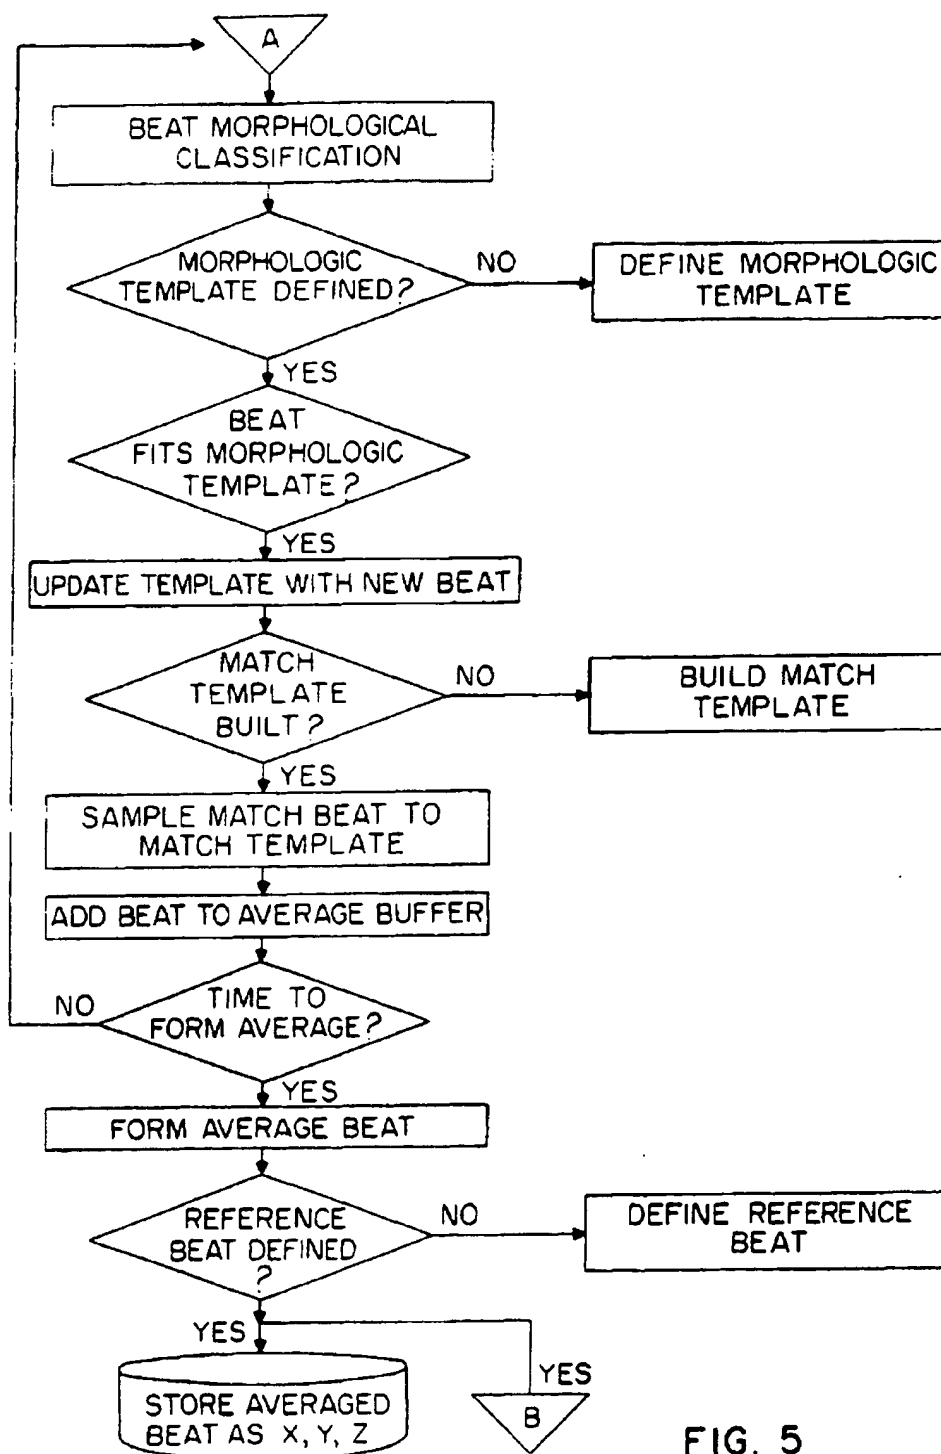 A
BEAT MORPHOLOGICAL
CLASSIFICATION
MORPHOLOGIC
TEMPLATE DEFINED?
NO
DEFINE MORPHOLOGIC
TEMPLATE
YES
BEAT
FITS MORPHOLOGIC
TEMPLATE?
YES
UPDATE TEMPLATE WITH NEW BEAT
MATCH
TEMPLATE
BUILT?
NO
BUILD MATCH
TEMPLATE
YES
SAMPLE MATCH BEAT TO
MATCH TEMPLATE
ADD BEAT TO AVERAGE BUFFER
NO
TIME TO
FORM AVERAGE?
YES
FORM AVERAGE BEAT
REFERENCE
BEAT DEFINED
?
NO
DEFINE REFERENCE
BEAT
YES
YES
STORE AVERAGED
BEAT AS X, Y, Z
B
FIG. 5